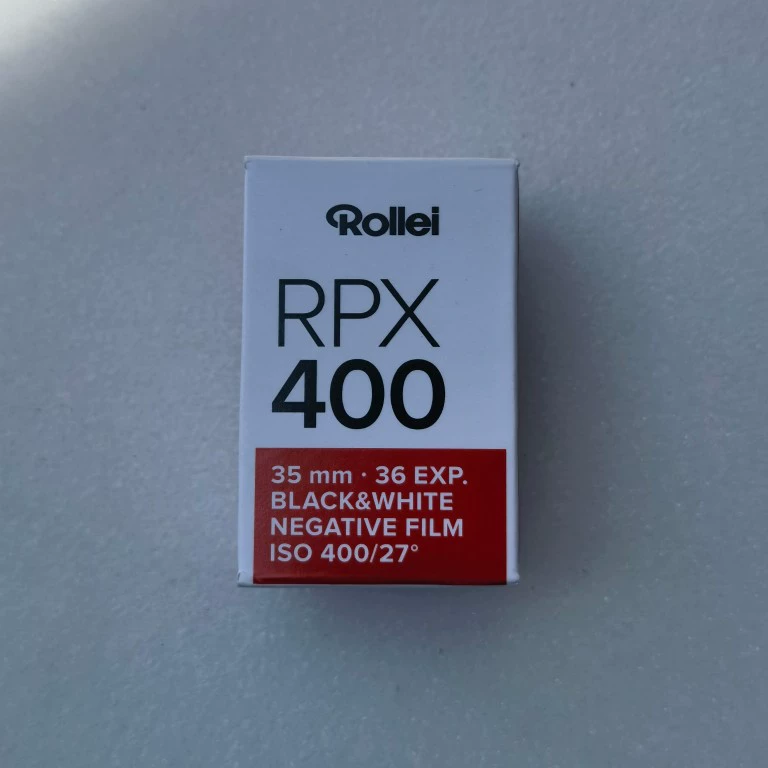 Rollei
RPX
400
35 mm · 36 EXP.
BLACK&WHITE
NEGATIVE FILM
ISO 400/27°